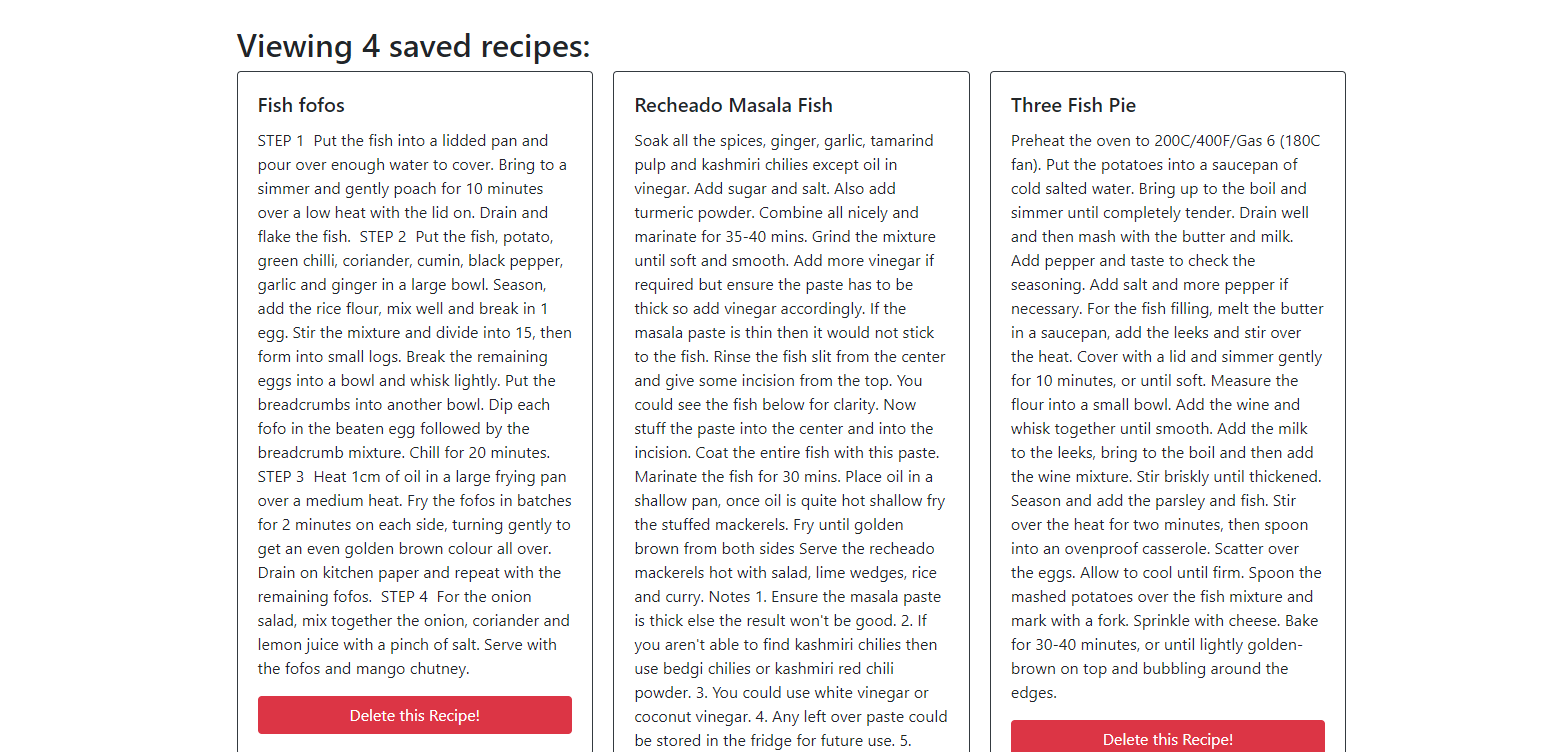 Viewing 4 saved recipes:
Fish fofos
STEP 1  Put the fish into a lidded pan and
pour over enough water to cover. Bring to a
simmer and gently poach for 10 minutes
over a low heat with the lid on. Drain and
flake the fish.  STEP 2  Put the fish, potato,
green chilli, coriander, cumin, black pepper,
garlic and ginger in a large bowl. Season,
add the rice flour, mix well and break in 1
egg. Stir the mixture and divide into 15, then
form into small logs. Break the remaining
eggs into a bowl and whisk lightly. Put the
breadcrumbs into another bowl. Dip each
fofo in the beaten egg followed by the
breadcrumb mixture. Chill for 20 minutes.
STEP 3  Heat 1cm of oil in a large frying pan
over a medium heat. Fry the fofos in batches
for 2 minutes on each side, turning gently to
get an even golden brown colour all over.
Drain on kitchen paper and repeat with the
remaining fofos.  STEP 4  For the onion
salad, mix together the onion, coriander and
lemon juice with a pinch of salt. Serve with
the fofos and mango chutney.
Delete this Recipe!
Recheado Masala Fish
Soak all the spices, ginger, garlic, tamarind
pulp and kashmiri chilies except oil in
vinegar. Add sugar and salt. Also add
turmeric powder. Combine all nicely and
marinate for 35-40 mins. Grind the mixture
until soft and smooth. Add more vinegar if
required but ensure the paste has to be
thick so add vinegar accordingly. If the
masala paste is thin then it would not stick
to the fish. Rinse the fish slit from the center
and give some incision from the top. You
could see the fish below for clarity. Now
stuff the paste into the center and into the
incision. Coat the entire fish with this paste.
Marinate the fish for 30 mins. Place oil in a
shallow pan, once oil is quite hot shallow fry
the stuffed mackerels. Fry until golden
brown from both sides Serve the recheado
mackerels hot with salad, lime wedges, rice
and curry. Notes 1. Ensure the masala paste
is thick else the result won't be good. 2. If
you aren't able to find kashmiri chilies then
use bedgi chilies or kashmiri red chili
powder. 3. You could use white vinegar or
coconut vinegar. 4. Any left over paste could
be stored in the fridge for future use. 5.
Three Fish Pie
Preheat the oven to 200C/400F/Gas 6 (180C
fan). Put the potatoes into a saucepan of
cold salted water. Bring up to the boil and
simmer until completely tender. Drain well
and then mash with the butter and milk.
Add pepper and taste to check the
seasoning. Add salt and more pepper if
necessary. For the fish filling, melt the butter
in a saucepan, add the leeks and stir over
the heat. Cover with a lid and simmer gently
for 10 minutes, or until soft. Measure the
flour into a small bowl. Add the wine and
whisk together until smooth. Add the milk
to the leeks, bring to the boil and then add
the wine mixture. Stir briskly until thickened.
Season and add the parsley and fish. Stir
over the heat for two minutes, then spoon
into an ovenproof casserole. Scatter over
the eggs. Allow to cool until firm. Spoon the
mashed potatoes over the fish mixture and
mark with a fork. Sprinkle with cheese. Bake
for 30-40 minutes, or until lightly golden-
brown on top and bubbling around the
edges.
Delete this Recipe!